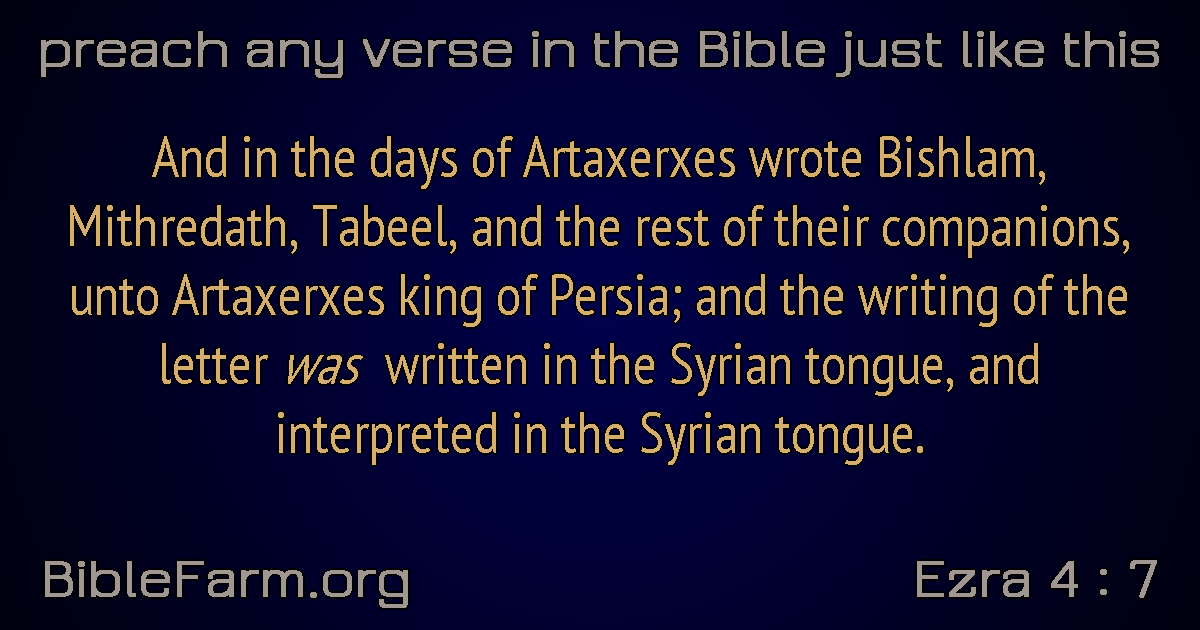 preach any verse in the Bible just like this
And in the days of Artaxerxes wrote Bishlam,
Mithredath, Tabeel, and the rest of their companions,
unto Artaxerxes king of Persia; and the writing of the
letter was written in the Syrian tongue, and
interpreted in the Syrian tongue.
BibleFarm.org
Ezra 4 : 7